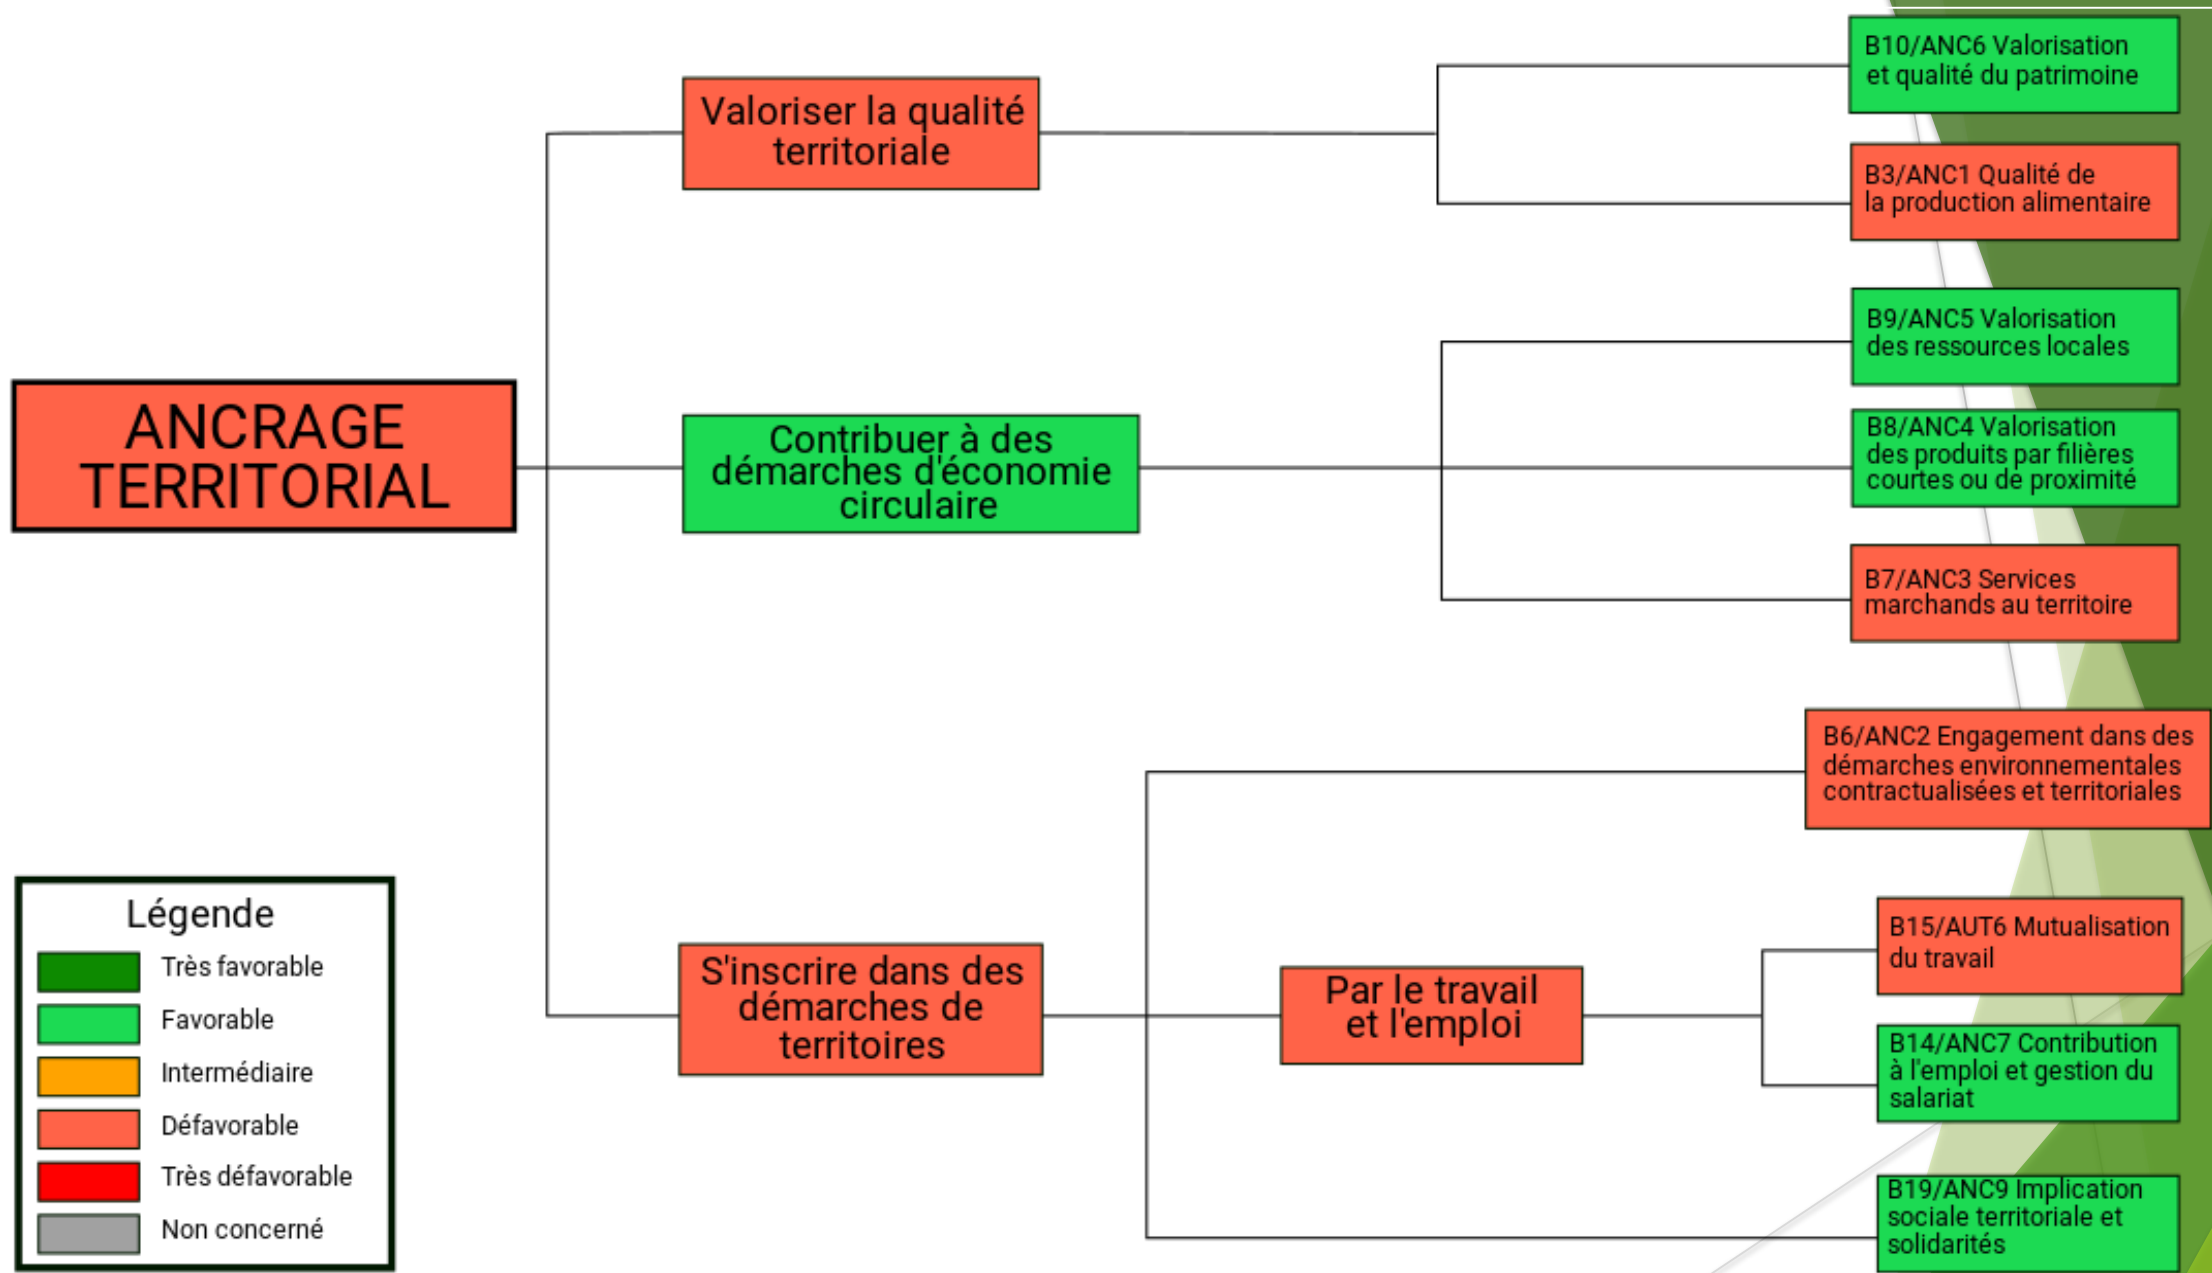 ANCRAGE
TERRITORIAL
Valoriser la qualité
territoriale
B10/ANC6 Valorisation
et qualité du patrimoine
B3/ANC1 Qualité de
la production alimentaire
Contribuer à des
démarches d'économie
circulaire
B9/ANC5 Valorisation
des ressources locales
B8/ANC4 Valorisation
des produits par filières
courtes ou de proximité
B7/ANC3 Services
marchands au territoire
S'inscrire dans des
démarches de
territoires
B6/ANC2 Engagement dans des
démarches environnementales
contractualisées et territoriales
Par le travail
et l'emploi
B15/AUT6 Mutualisation
du travail
B14/ANC7 Contribution
à l'emploi et gestion du
salariat
B19/ANC9 Implication
sociale territoriale et
solidarités
Légende
Très favorable
Favorable
Intermédiaire
Défavorable
Très défavorable
Non concerné